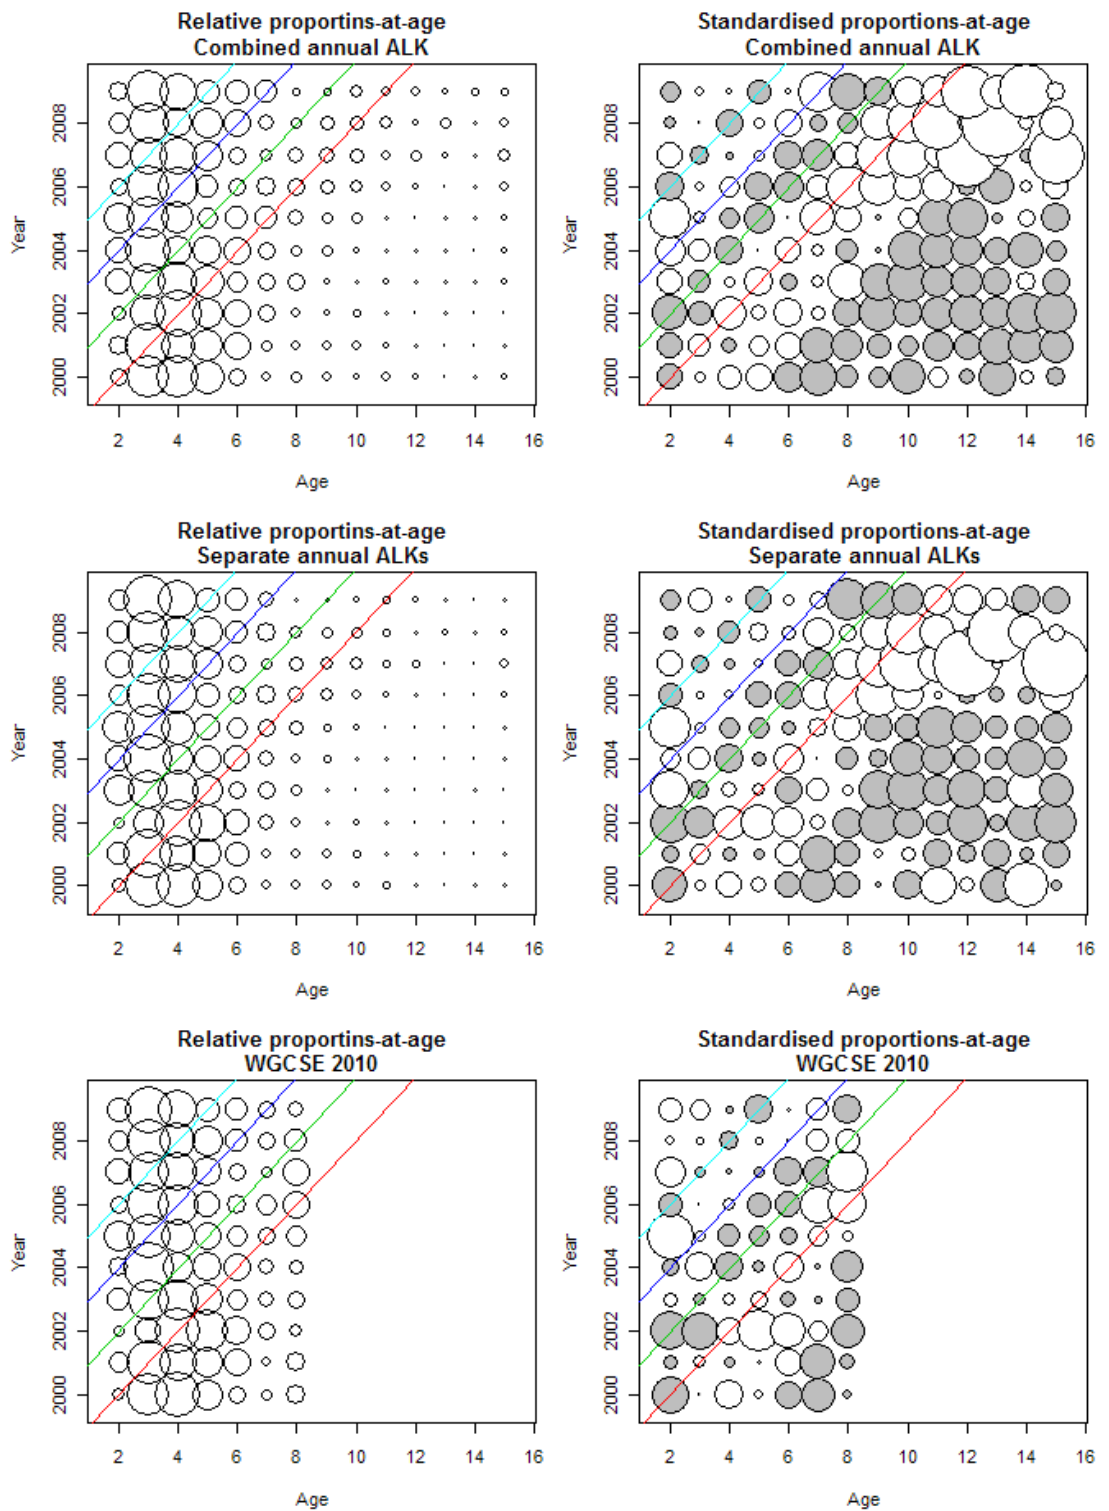 Relative proportins-at-age
Combined annual ALK
Year
2008
2006
2004
2002
2000
2 4 6 8 10 12 14 16
Age
Standardised proportions-at-age
Combined annual ALK
Year
2008
2006
2004
2002
2000
2 4 6 8 10 12 14 16
Age
Relative proportins-at-age
Separate annual ALKs
Year
2008
2006
2004
2002
2000
2 4 6 8 10 12 14 16
Age
Standardised proportions-at-age
Separate annual ALKs
Year
2008
2006
2004
2002
2000
2 4 6 8 10 12 14 16
Age
Relative proportins-at-age
WGCSE 2010
Year
2008
2006
2004
2002
2000
2 4 6 8 10 12 14 16
Age
Standardised proportions-at-age
WGCSE 2010
Year
2008
2006
2004
2002
2000
2 4 6 8 10 12 14 16
Age